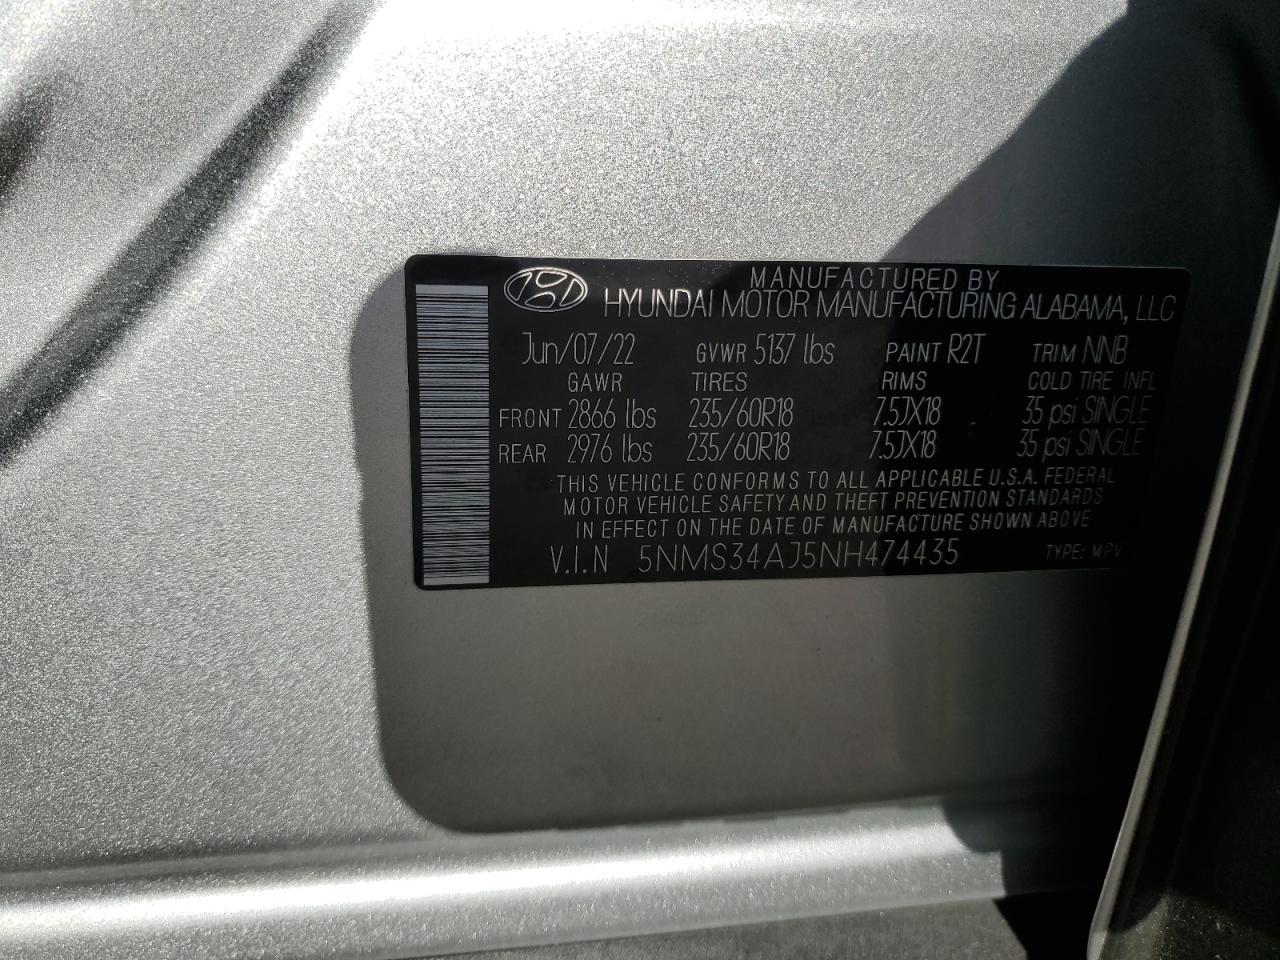 MANUFACTURED BY
HYUNDAI MOTOR MANUFACTURING ALABAMA, LLC
Jun/07/22 GVWR 5137 lbs PAINT R2T TRIM NNB
GAWR TIRES RIMS COLD TIRE INFL
FRONT 2866 lbs 235/60R18 7.5JX18 35 psi SINGLE
REAR 2976 lbs 235/60R18 7.5JX18 35 psi SINGLE
THIS VEHICLE CONFORMS TO ALL APPLICABLE U.S.A. FEDERAL
MOTOR VEHICLE SAFETY AND THEFT PREVENTION STANDARDS
IN EFFECT ON THE DATE OF MANUFACTURE SHOWN ABOVE
V.I.N 5NMS34AJ5NH474435 TYPE: MPV